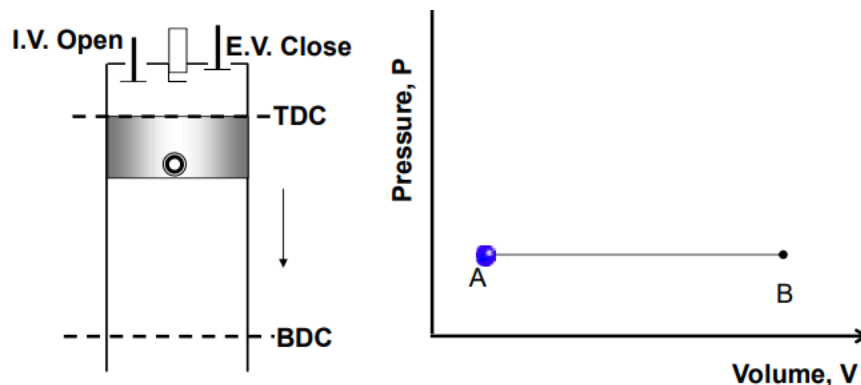 I.V. Open
E.V. Close
TDC
BDC
Pressure, P
A
B
Volume, V